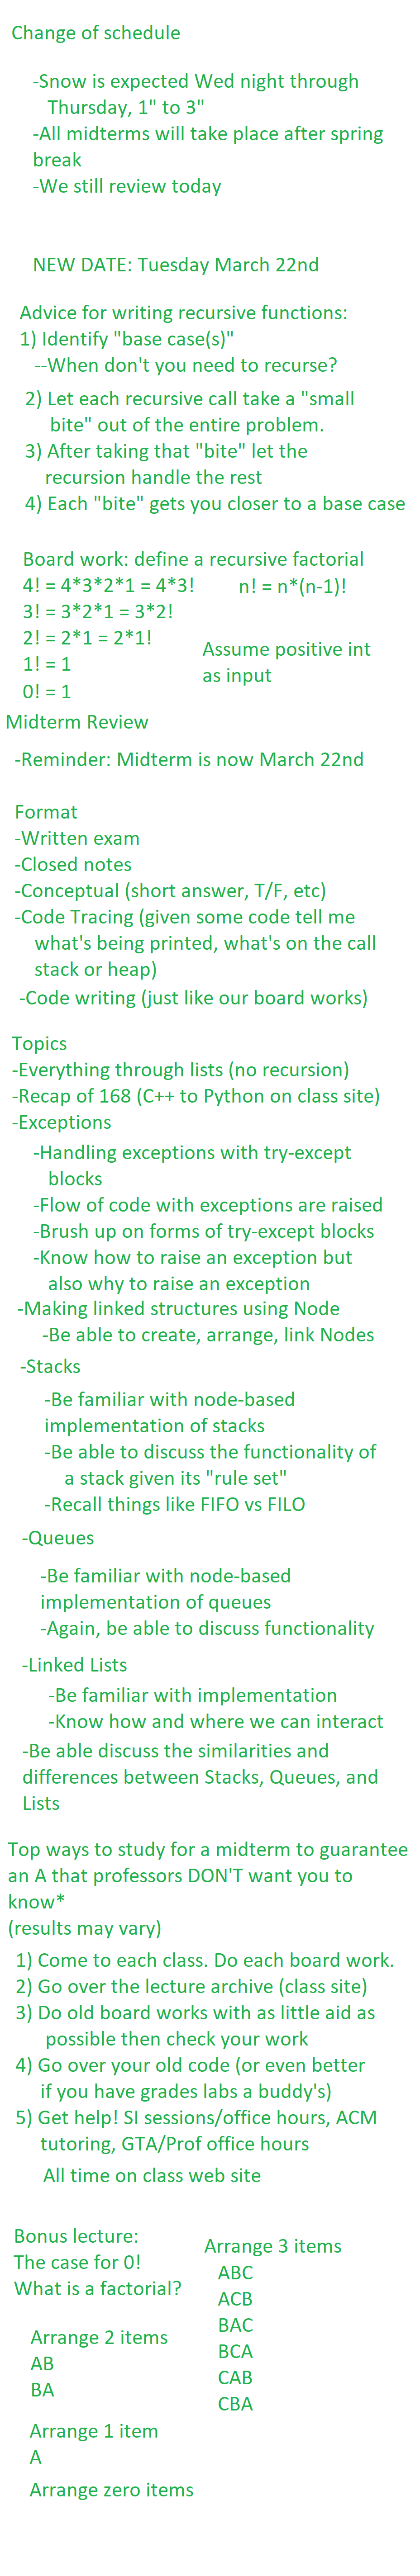 Change of schedule
-Snow is expected Wed night through
Thursday, 1" to 3"
-All midterms will take place after spring
break
-We still review today
NEW DATE: Tuesday March 22nd
Advice for writing recursive functions:
1) Identify "base case(s)"
--When don't you need to recurse?
2) Let each recursive call take a "small
bite" out of the entire problem.
3) After taking that "bite" let the
recursion handle the rest
4) Each "bite" gets you closer to a base case
Board work: define a recursive factorial
4! = 4*3*2*1 = 4*3!
3! = 3*2*1 = 3*2!
2! = 2*1 = 2*1!
1! = 1
0! = 1
n! = n*(n-1)!
Assume positive int
as input
Midterm Review
-Reminder: Midterm is now March 22nd
Format
-Written exam
-Closed notes
-Conceptual (short answer, T/F, etc)
-Code Tracing (given some code tell me
what's being printed, what's on the call
stack or heap)
-Code writing (just like our board works)
Topics
-Everything through lists (no recursion)
-Recap of 168 (C++ to Python on class site)
-Exceptions
-Handling exceptions with try-except
blocks
-Flow of code with exceptions are raised
-Brush up on forms of try-except blocks
-Know how to raise an exception but
also why to raise an exception
-Making linked structures using Node
-Be able to create, arrange, link Nodes
-Stacks
-Be familiar with node-based
implementation of stacks
-Be able to discuss the functionality of
a stack given its "rule set"
-Recall things like FIFO vs FILO
-Queues
-Be familiar with node-based
implementation of queues
-Again, be able to discuss functionality
-Linked Lists
-Be familiar with implementation
-Know how and where we can interact
-Be able discuss the similarities and
differences between Stacks, Queues, and
Lists
Top ways to study for a midterm to guarantee
an A that professors DON'T want you to
know*
(results may vary)
1) Come to each class. Do each board work.
2) Go over the lecture archive (class site)
3) Do old board works with as little aid as
possible then check your work
4) Go over your old code (or even better
if you have grades labs a buddy's)
5) Get help! SI sessions/office hours, ACM
tutoring, GTA/Prof office hours
All time on class web site
Bonus lecture:
The case for 0!
What is a factorial?
Arrange 2 items
AB
BA
Arrange 1 item
A
Arrange zero items
Arrange 3 items
ABC
ACB
BAC
BCA
CAB
CBA